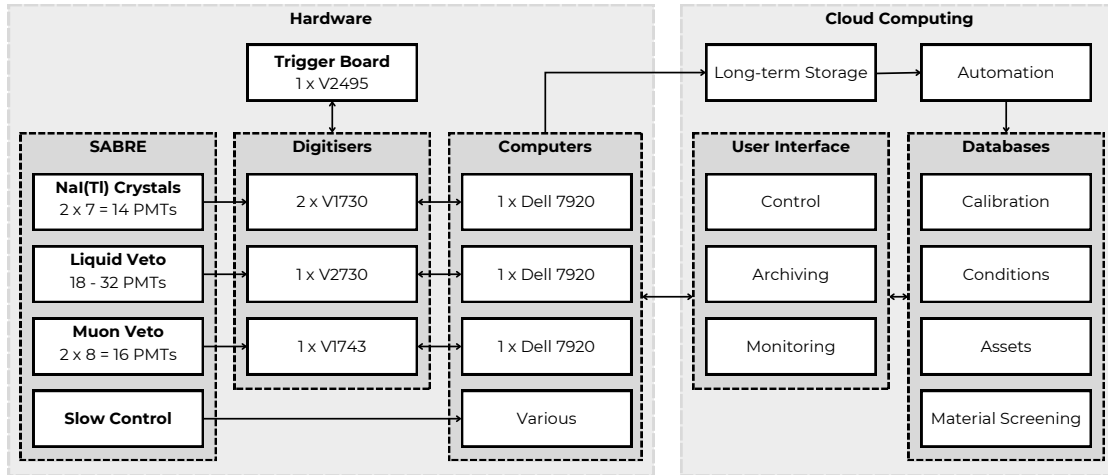 Hardware
Cloud Computing
Trigger Board
1 x V2495
Long-term Storage
Automation
SABRE
Digitisers
Computers
User Interface
Databases
NaI(Tl) Crystals
2 x 7 = 14 PMTs
2 x V1730
1 x Dell 7920
Control
Calibration
Liquid Veto
18 - 32 PMTs
1 x V2730
1 x Dell 7920
Archiving
Conditions
Muon Veto
2 x 8 = 16 PMTs
1 x V1743
1 x Dell 7920
Monitoring
Assets
Slow Control
Various
Material Screening